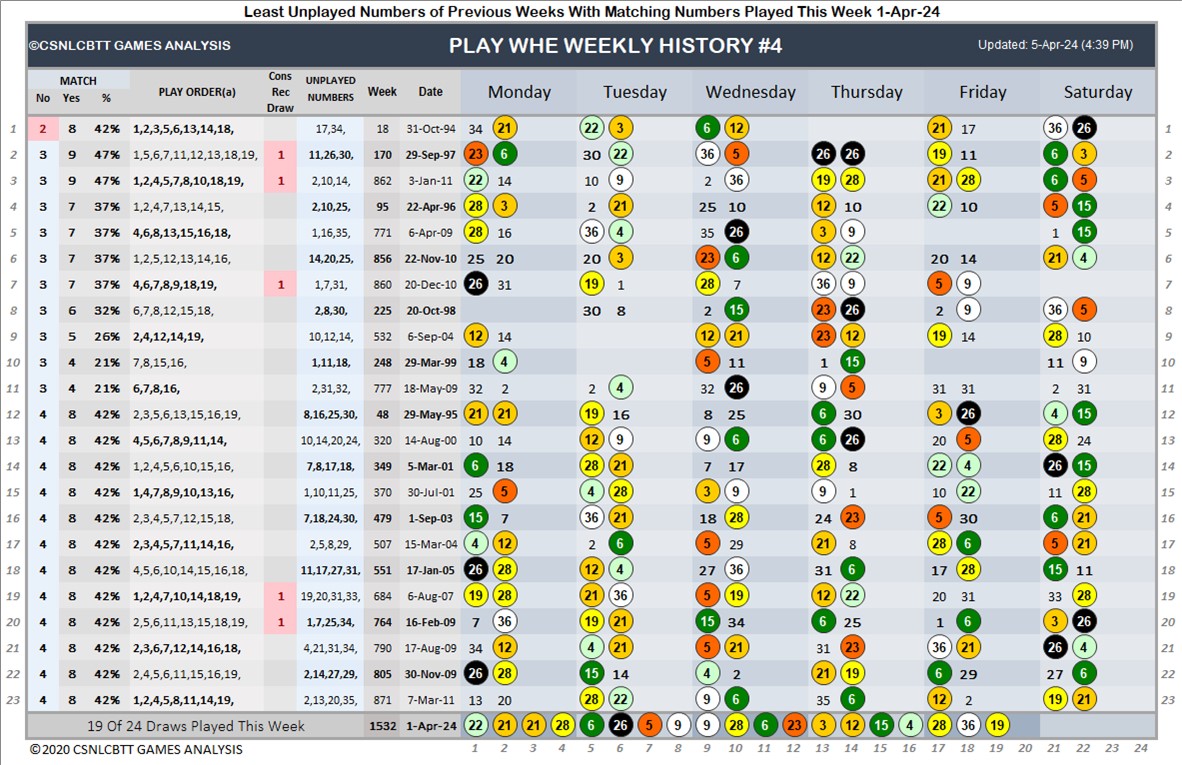 Least Unplayed Numbers of Previous Weeks With Matching Numbers Played This Week 1-Apr-24
©CSNLCBTT GAMES ANALYSIS PLAY WHE WEEKLY HISTORY #4 Updated: 5-Apr-24 (4:39 PM)
MATCH No Yes % PLAY ORDER(a) Cons Rec Draw UNPLAYED NUMBERS Week Date Monday Tuesday Wednesday Thursday Friday Saturday
1 2 8 42% 1,2,3,5,6,13,14,18, 17,34, 18 31-Oct-94 34 21 22 3 6 12 21 17 36 26 1
2 3 47% 1,5,6,7,11,12,13,18,19, 1 11,26,30, 170 29-Sep-97 23 6 30 22 36 5 26 26 19 11 6 3 2
3 3 9 47% 1,2,4,5,7,8,10,18,19, 1 2,10,14, 862 3-Jan-11 22 14 10 9 2 36 19 28 21 28 6 5 3
4 3 7 37% 1,2,4,7,13,14,15, 2,10,25, 95 22-Apr-96 28 3 2 21 25 10 12 10 22 10 5 15 4
5 3 7 37% 4,6,8,13,15,16,18, 1,16,35, 771 6-Apr-09 28 16 36 4 35 26 3 9 1 15 5
6 3 7 37% 1,2,5,12,13,14,16, 14,20,25, 856 22-Nov-10 25 20 20 3 23 6 12 22 20 14 21 4 6
7 3 7 37% 4,6,7,8,9,18,19, 1 1,7,31, 860 20-Dec-10 26 31 19 1 28 7 36 9 5 9 7
8 3 6 32% 6,7,8,12,15,18, 2,8,30, 225 20-Oct-98 30 8 2 15 23 26 2 9 36 5 8
9 3 5 26% 2,4,12,14,19, 10,12,14, 532 6-Sep-04 12 14 12 21 23 12 19 14 28 10 9
10 3 4 21% 7,8,15,16, 1,11,18, 248 29-Mar-99 18 4 5 11 1 15 11 9 10
11 3 4 21% 6,7,8,16, 2,31,32, 777 18-May-09 32 2 2 4 32 26 9 5 31 31 2 31 11
12 4 8 42% 2,3,5,6,13,15,16,19, 8,16,25,30, 48 29-May-95 21 21 19 16 8 25 6 30 3 26 4 15 12
13 4 8 42% 4,5,6,7,8,9,11,14, 10,14,20,24, 320 14-Aug-00 10 14 12 9 9 6 6 26 20 5 28 24 13
14 4 8 42% 1,2,4,5,6,10,15,16, 7,8,17,18, 349 5-Mar-01 6 18 28 21 7 17 28 8 22 4 26 15 14
15 4 8 42% 1,4,7,8,9,10,13,16, 1,10,11,25, 370 30-Jul-01 25 5 4 28 3 9 9 1 10 22 11 28 15
16 4 8 42% 2,3,4,5,7,12,15,18, 7,18,24,30, 479 1-Sep-03 15 7 36 21 18 28 24 23 5 30 6 21 16
17 4 8 42% 2,3,4,5,7,11,14,16, 2,5,8,29, 507 15-Mar-04 4 12 2 6 5 29 21 8 28 6 5 21 17
18 4 8 42% 4,5,6,10,14,15,16,18, 11,17,27,31, 551 17-Jan-05 26 28 12 4 27 36 31 6 17 28 15 11 18
19 4 8 42% 1,2,4,7,10,14,18,19, 1 19,20,31,33, 684 6-Aug-07 19 28 21 36 5 19 12 22 20 31 33 28 19
20 4 8 42% 2,5,6,11,13,15,18,19, 1 1,7,25,34, 764 16-Feb-09 7 36 19 21 15 34 6 25 1 6 3 26 20
21 4 8 42% 2,3,6,7,12,14,16,18, 4,21,31,34, 790 17-Aug-09 34 12 4 21 5 21 31 23 36 21 26 4 21
22 4 8 42% 2,4,5,6,11,15,16,19, 2,14,27,29, 805 30-Nov-09 26 28 15 14 4 2 21 19 6 29 27 6 22
23 4 8 42% 1,2,4,5,8,11,14,19, 2,13,20,35, 871 7-Mar-11 13 20 28 22 9 6 35 6 12 2 19 21 23
19 Of 24 Draws Played This Week 1532 1-Apr-24 22 21 21 28 6 26 5 9 9 28 6 23 3 12 15 4 28 36 19
© 2020 CSNLCBTT GAMES ANALYSIS 1 2 3 4 5 6 7 8 9 10 11 12 13 14 15 16 17 18 19 20 21 22 23 24